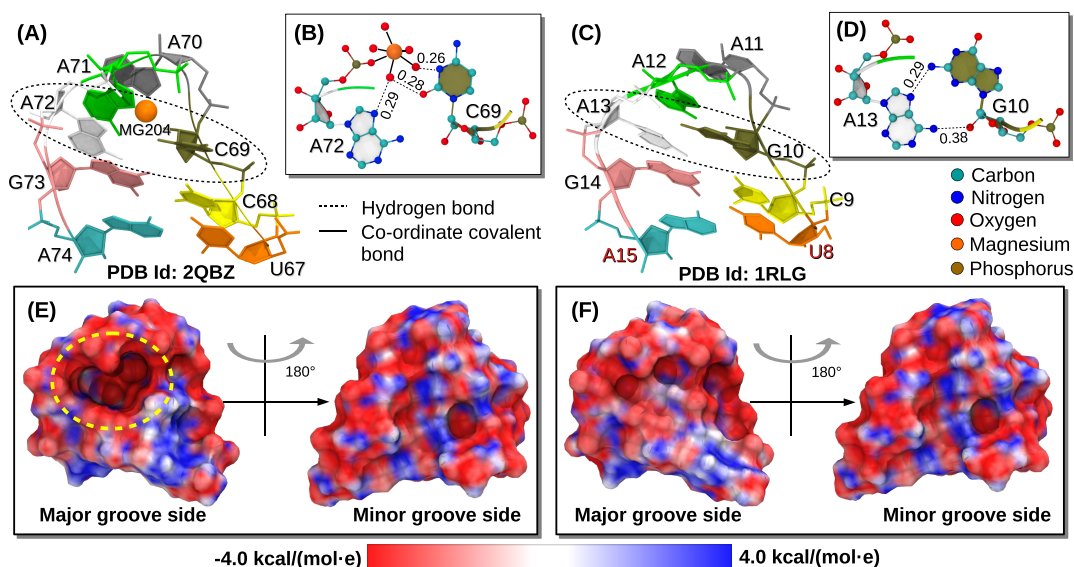 (A)
A70
A71
A72
MG204
C69
G73
C68
A74
U67
PDB Id: 2QBZ
(B)
0.26
0.28
0.29
C69
A72
Hydrogen bond
Co-ordinate covalent
bond
(C)
A11
A12
A13
G10
G14
C9
A15
U8
PDB Id: 1RLG
(D)
0.29
G10
A13
0.38
Carbon
Nitrogen
Oxygen
Magnesium
Phosphorus
(E)
180°
Major groove side
Minor groove side
(F)
180°
Major groove side
Minor groove side
-4.0 kcal/(mol·e)
4.0 kcal/(mol·e)